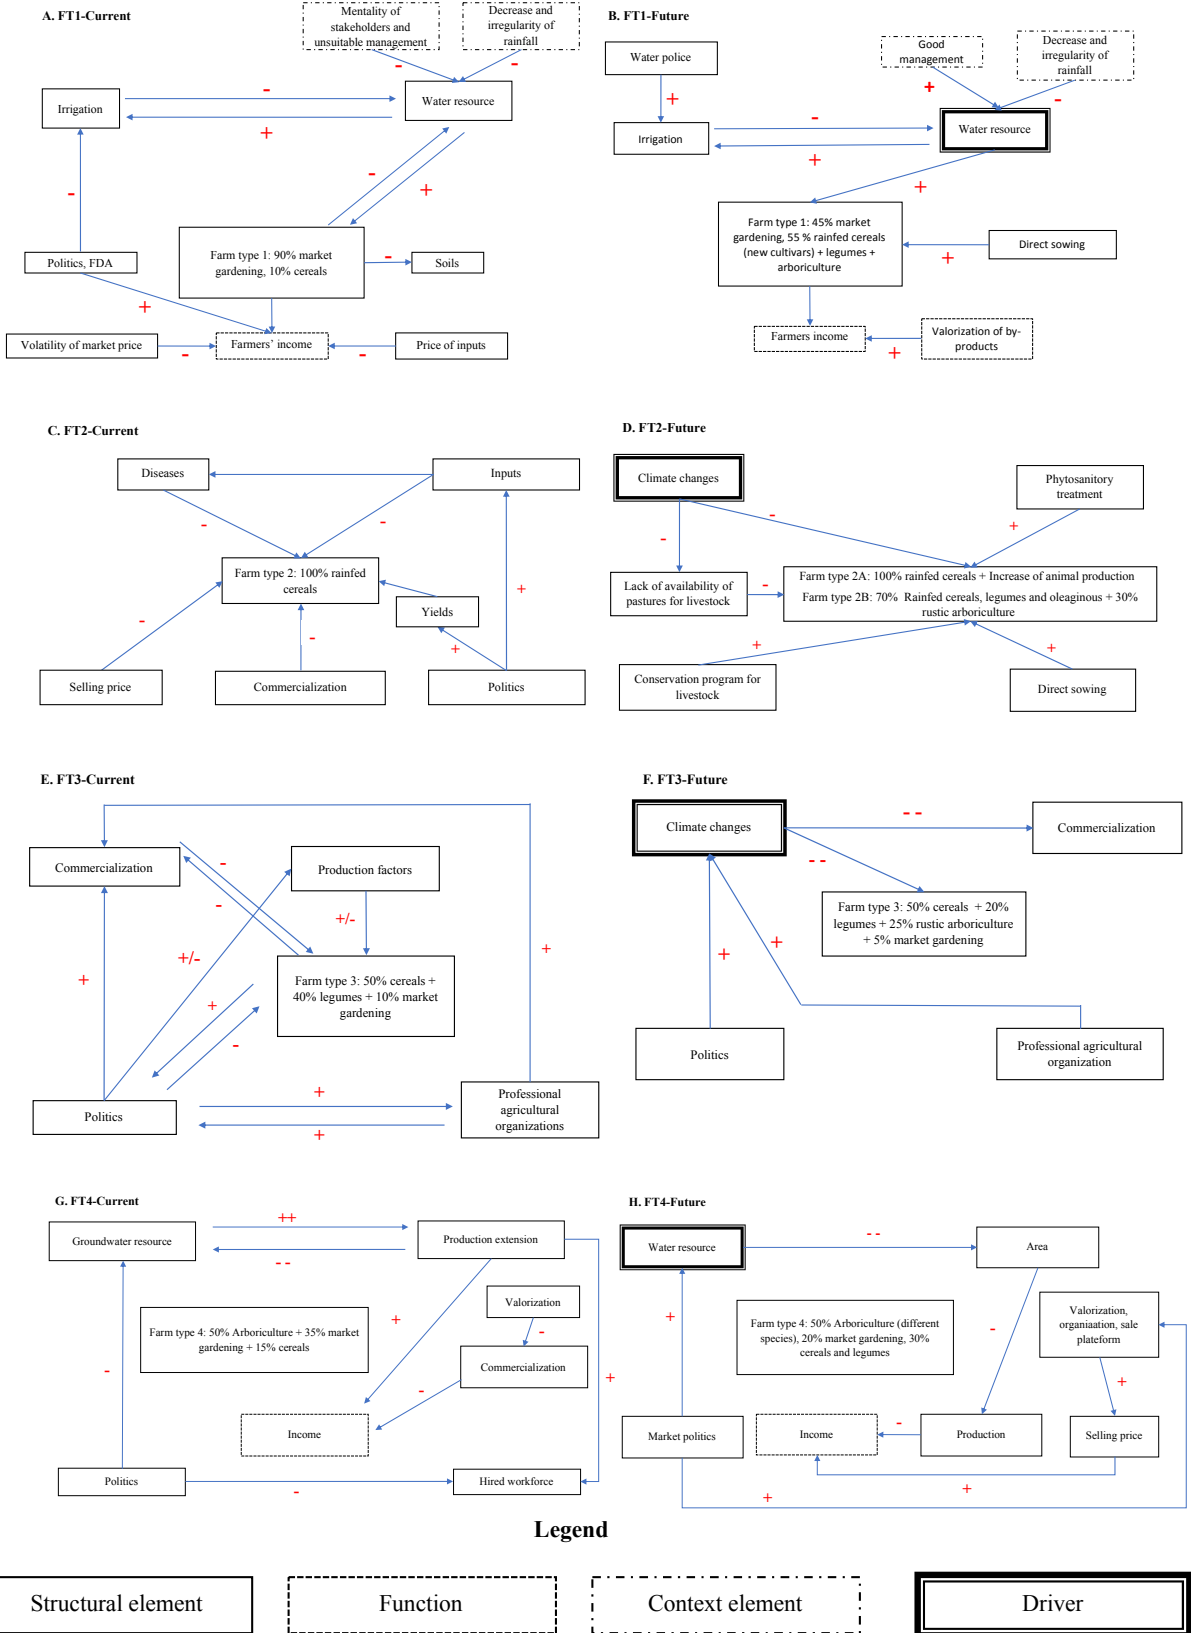 A. FT1-Current
Mentality of
stakeholders and
unsuitable management
Decrease and
irregularity of
rainfall
-
-
Irrigation
-
+
Water resource
-
-
+
Politics, FDA
Farm type 1: 90% market
gardening, 10% cereals
-
Soils
+
Volatility of market price
-
Farmers' income
-
Price of inputs
B. FT1-Future
Water police
Good
management
Decrease and
irregularity of
rainfall
+
+
-
Irrigation
-
+
Water resource
+
Farm type 1: 45% market
gardening, 55 % rainfed cereals
(new cultivars) + legumes +
arboriculture
+
Direct sowing
Farmers income
+
Valorization of by-
products
C. FT2-Current
Diseases
Inputs
-
-
Farm type 2: 100% rainfed
cereals
+
Yields
-
-
+
Selling price
Commercialization
Politics
D. FT2-Future
Climate changes
Phytosanitory
treatment
-
+
-
Lack of availability of
pastures for livestock
-
Farm type 2A: 100% rainfed cereals + Increase of animal production
Farm type 2B: 70% Rainfed cereals, legumes and oleaginous + 30%
rustic arboriculture
+
+
Conservation program for
livestock
Direct sowing
E. FT3-Current
Commercialization
-
-
Production factors
+/-
+/-
+
+
Farm type 3: 50% cereals +
40% legumes + 10% market
gardening
+
-
Politics
+
+
Professional
agricultural
organizations
F. FT3-Future
Climate changes
- -
Commercialization
- -
Farm type 3: 50% cereals + 20%
legumes + 25% rustic arboriculture
+ 5% market gardening
+
+
Politics
Professional agricultural
organization
G. FT4-Current
Groundwater resource
++
- -
Production extension
Valorization
-
Farm type 4: 50% Arboriculture + 35% market
gardening + 15% cereals
+
Commercialization
-
-
+
Income
Politics
-
Hired workforce
H. FT4-Future
Water resource
- -
Area
+
Farm type 4: 50% Arboriculture (different
species), 20% market gardening, 30%
cereals and legumes
-
Valorization,
organiaation, sale
plateform
+
Market politics
Income
-
Production
Selling price
+
+
Legend
Structural element
Function
Context element
Driver